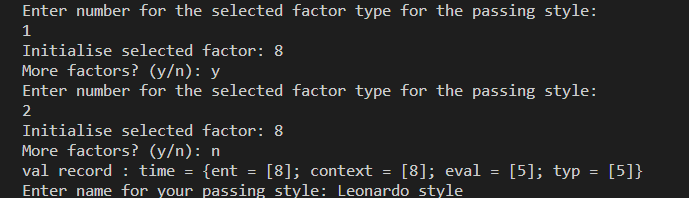 Enter number for the selected factor type for the passing style:
1
Initialise selected factor: 8
More factors? (y/n): y
Enter number for the selected factor type for the passing style:
2
Initialise selected factor: 8
More factors? (y/n): n
val record : time = {ent = [8]; context = [8]; eval = [5]; typ = [5]}
Enter name for your passing style: Leonardo style